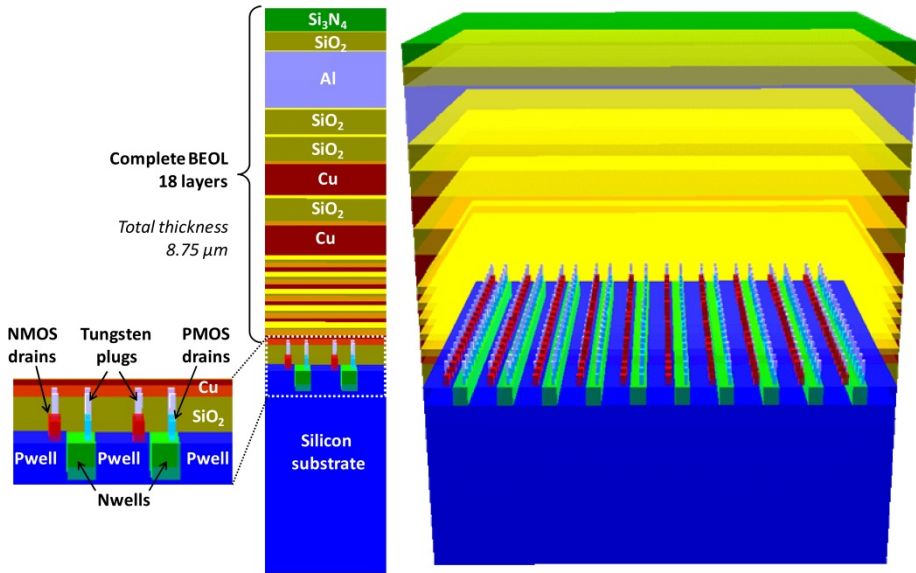 Si₃N₄
SiO₂
Al
SiO₂
SiO₂
Cu
SiO₂
Cu
Complete BEOL
18 layers
Total thickness
8.75 µm
NMOS
drains
Tungsten
plugs
PMOS
drains
Cu
SiO₂
Pwell
Pwell
Pwell
Nwells
Silicon
substrate